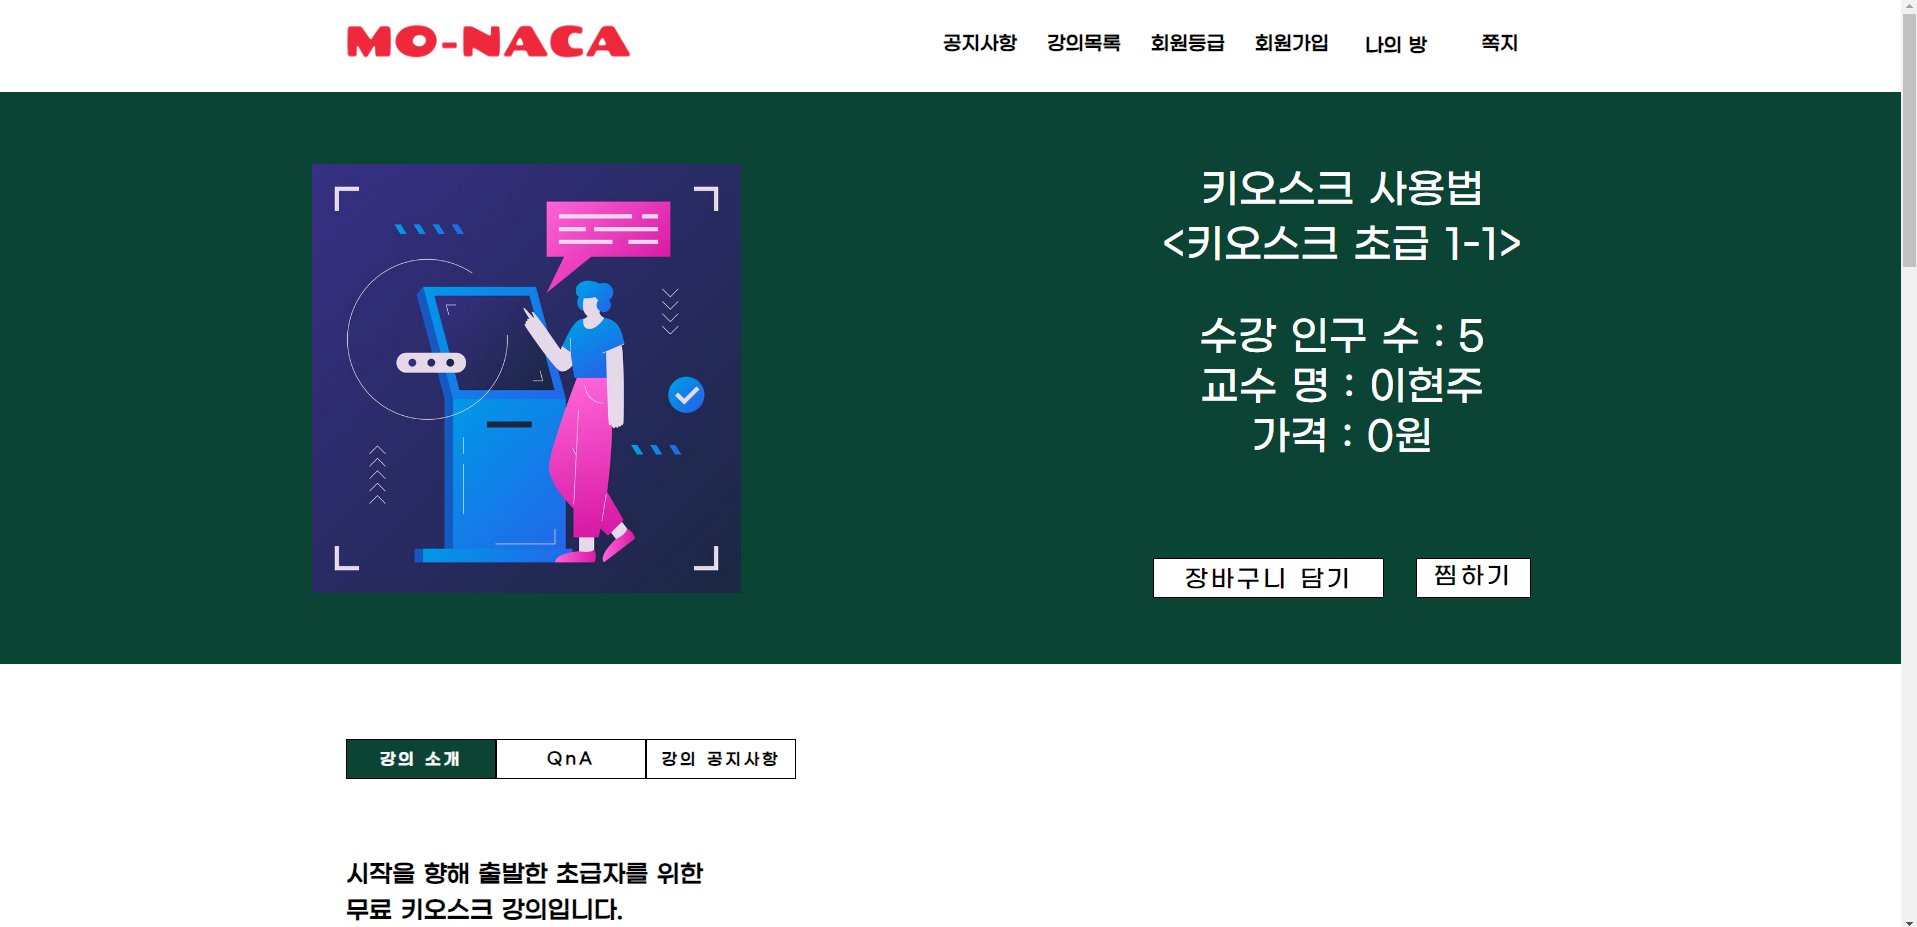 MO-NACA
공지사항 강의목록 회원등급 회원가입 나의 방 쪽지
키오스크 사용법
<키오스크 초급 1-1>
수강 인구 수 : 5
교수 명 : 이현주
가격 : 0원
장바구니 담기 찜하기
강의 소개 QnA 강의 공지사항
시작을 향해 출발한 초급자를 위한
무료 키오스크 강의입니다.